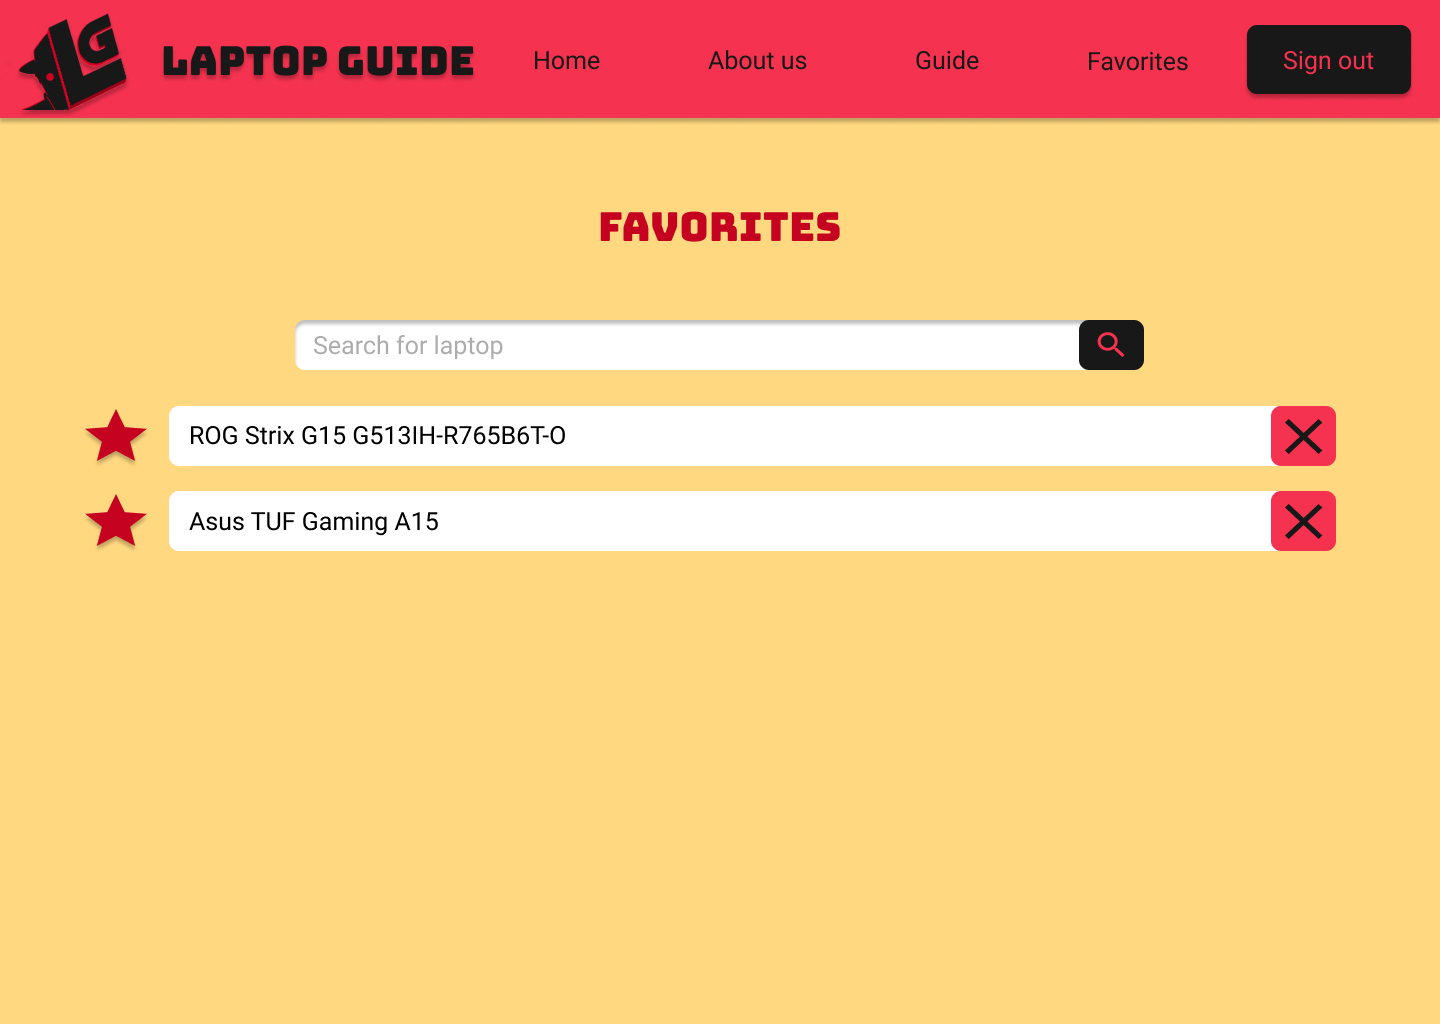 LG
LAPTOP GUIDE
Home
About us
Guide
Favorites
Sign out
FAVORITES
Search for laptop
ROG Strix G15 G513IH-R765B6T-O
Asus TUF Gaming A15